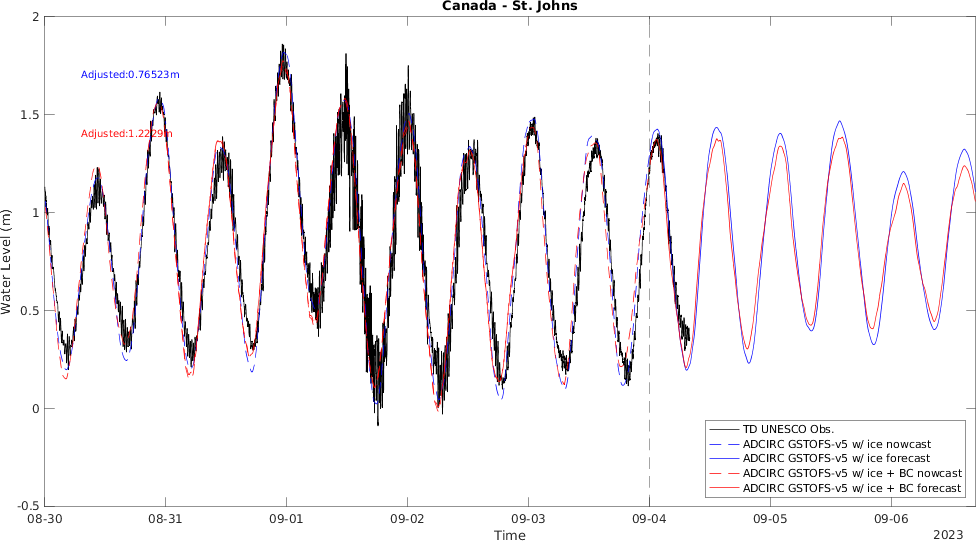 Canada - St. Johns
2
Adjusted:0.76523m
1.5
Adjusted:1.2229m
1
Water Level (m)
0.5
0
TD UNESCO Obs.
ADCIRC GSTOFS-v5 w/ ice nowcast
ADCIRC GSTOFS-v5 w/ ice forecast
ADCIRC GSTOFS-v5 w/ ice + BC nowcast
ADCIRC GSTOFS-v5 w/ ice + BC forecast
-0.5
08-30 08-31 09-01 09-02 09-03 09-04 09-05 09-06
Time
2023